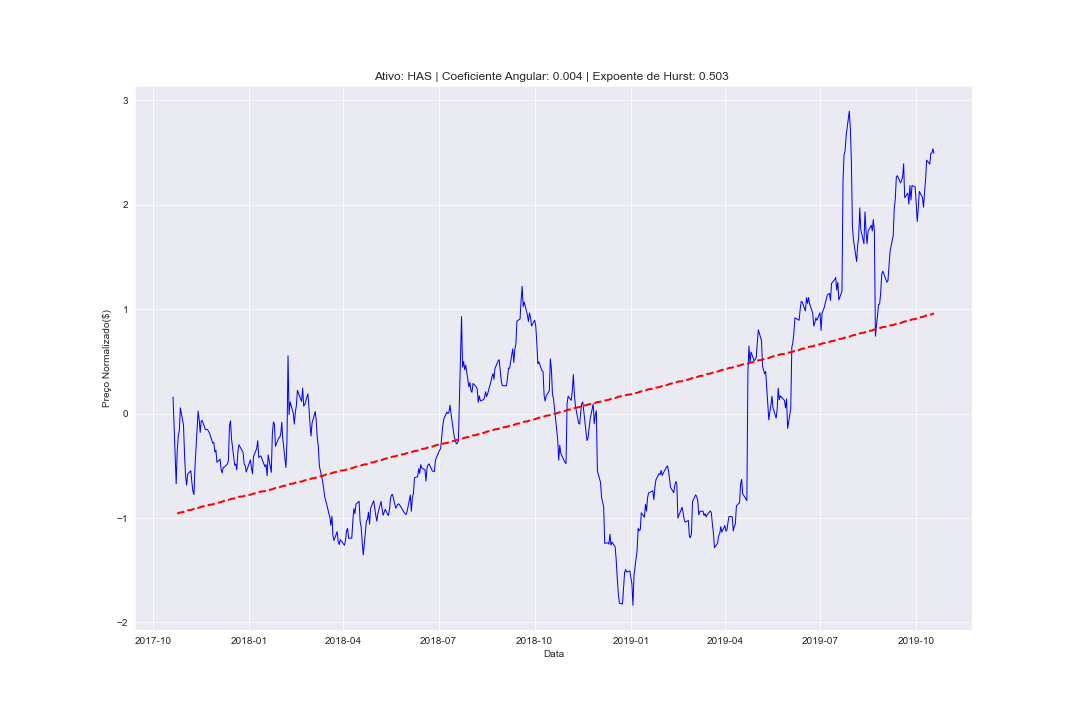 Ativo: HAS | Coeficiente Angular: 0.004 | Expoente de Hurst: 0.503
3
2
1
0
−1
−2
Preço Normalizado($)
2017-10 2018-01 2018-04 2018-07 2018-10 2019-01 2019-04 2019-07 2019-10
Data